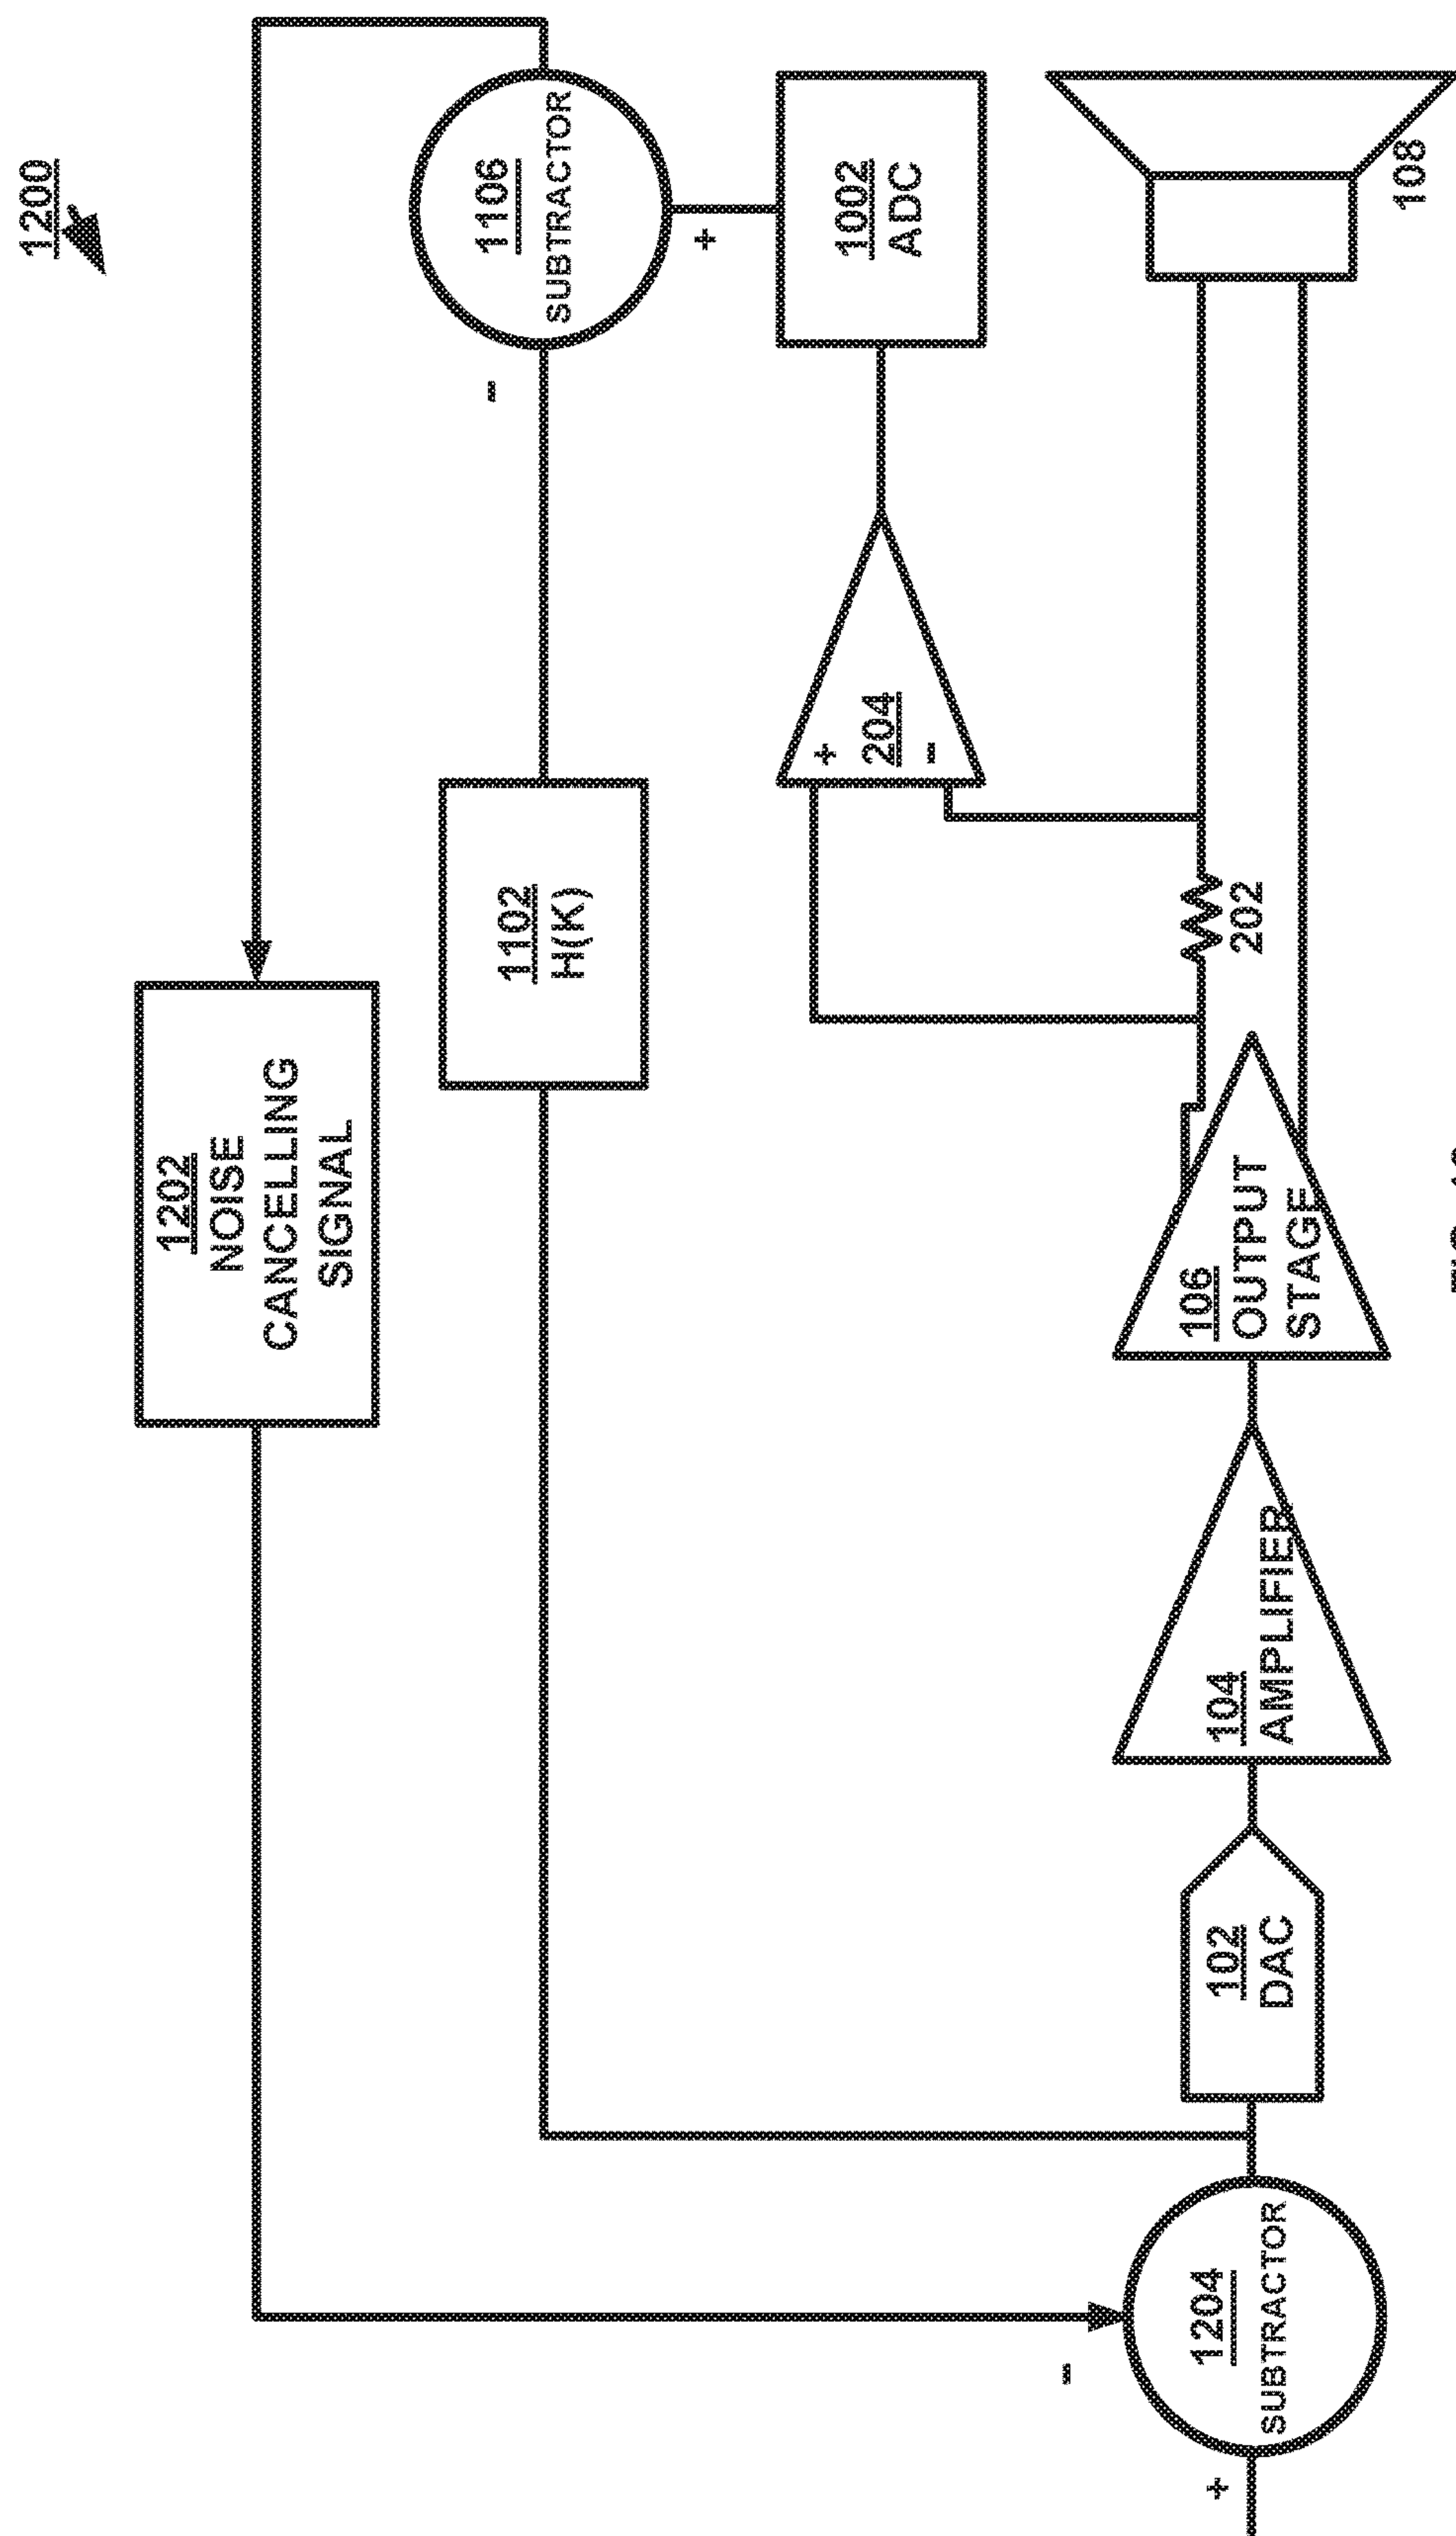 1200
1202
NOISE
CANCELLING
SIGNAL
1102
H(K)
-
1106
SUBTRACTOR
+
1002
ADC
+
204
-
202
108
-
+
1204
SUBTRACTOR
102
DAC
104
AMPLIFIER
106
OUTPUT
STAGE